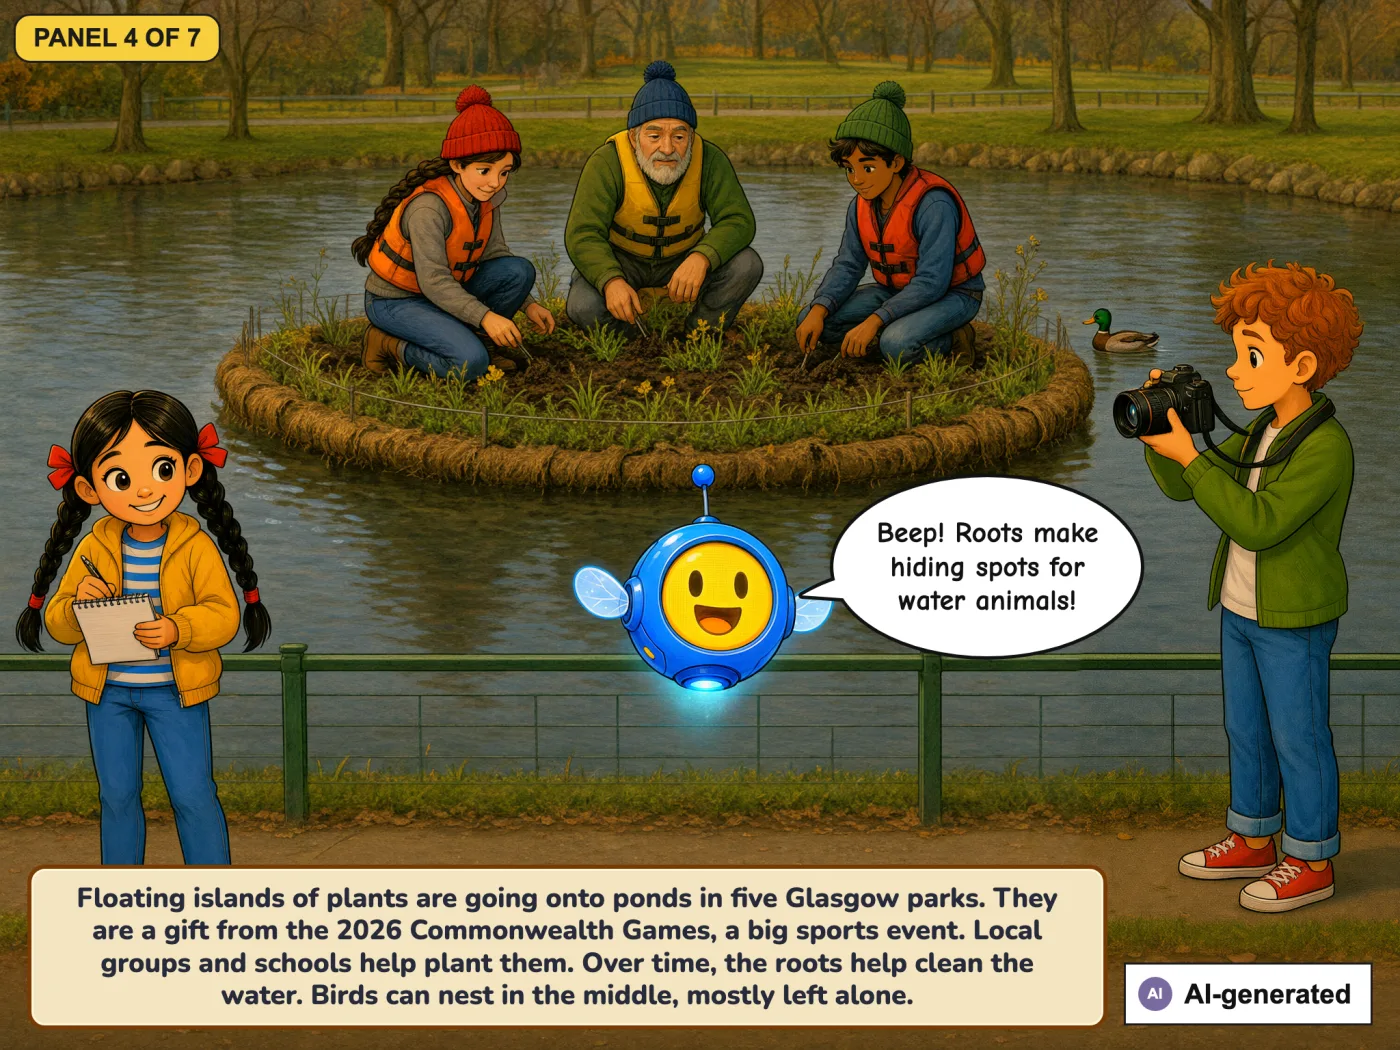 PANEL 4 OF 7
Beep! Roots make
hiding spots for
water animals!
Floating islands of plants are going onto ponds in five Glasgow parks. They
are a gift from the 2026 Commonwealth Games, a big sports event. Local
groups and schools help plant them. Over time, the roots help clean the
water. Birds can nest in the middle, mostly left alone.
AI AI-generated